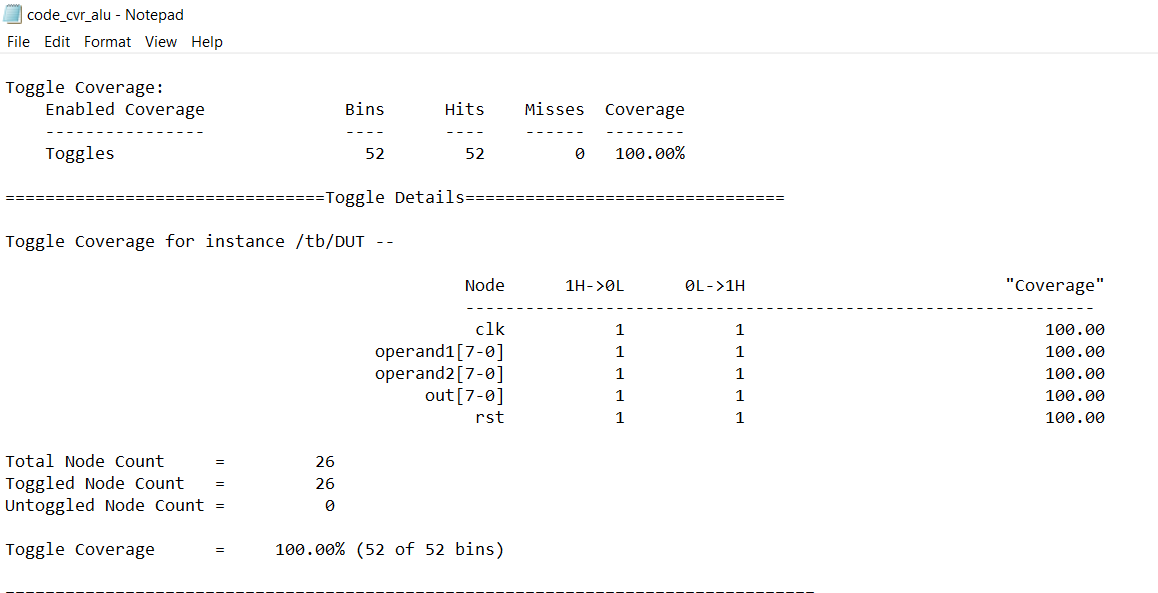 code_cvr_alu - Notepad
File Edit Format View Help
Toggle Coverage:
Enabled Coverage Bins Hits Misses Coverage
---------------- ---- ---- ------ --------
Toggles 52 52 0 100.00%
================================Toggle Details================================
Toggle Coverage for instance /tb/DUT --
Node 1H->0L 0L->1H "Coverage"
---------------------------------------------------------------
clk 1 1 100.00
operand1[7-0] 1 1 100.00
operand2[7-0] 1 1 100.00
out[7-0] 1 1 100.00
rst 1 1 100.00
Total Node Count = 26
Toggled Node Count = 26
Untoggled Node Count = 0
Toggle Coverage = 100.00% (52 of 52 bins)
---------------------------------------------------------------------------------